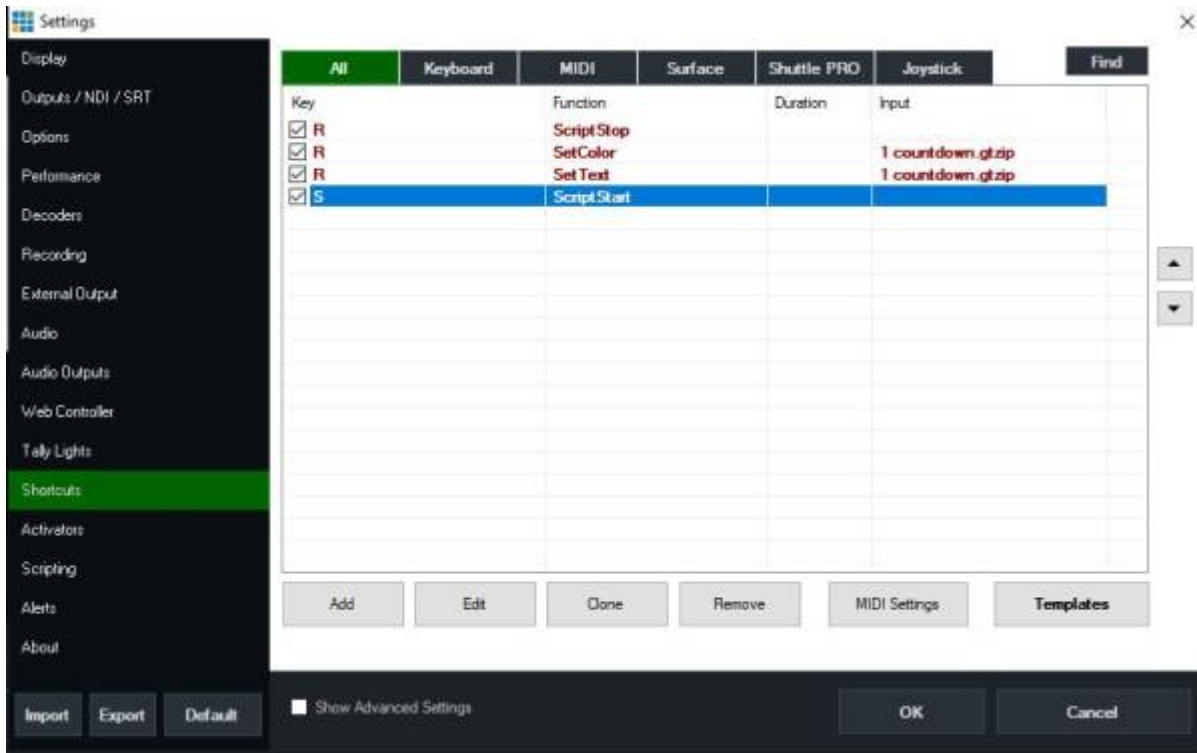 Settings
Display
Outputs / NDI / SRT
Options
Performance
Decoders
Recording
External Output
Audio
Audio Outputs
Web Controller
Tally Lights
Shortcuts
Activators
Scripting
Alerts
About
Import Export Default
All Keyboard MIDI Surface Shuttle PRO Joystick Find
Key Function Duration Input
R ScriptStop
R SetColor 1 countdown.gtzip
R SetText 1 countdown.gtzip
S ScriptStart
Add Edit Clone Remove MIDI Settings Templates
Show Advanced Settings OK Cancel